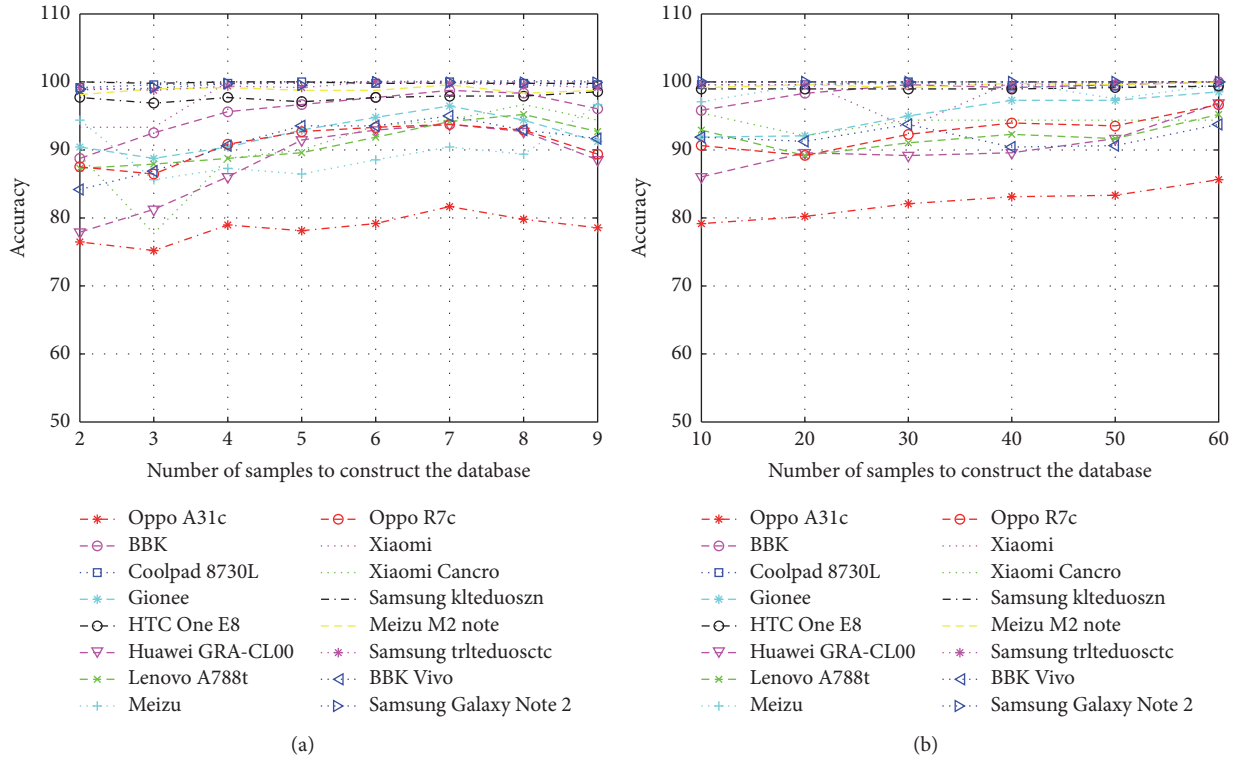 110
100
90
80
70
60
50
Accuracy
2 3 4 5 6 7 8 9
Number of samples to construct the database
Oppo A31c
BBK
Coolpad 8730L
Gionee
HTC One E8
Huawei GRA-CL00
Lenovo A788t
Meizu
Oppo R7c
Xiaomi
Xiaomi Cancro
Samsung klteduoszn
Meizu M2 note
Samsung trlteduosctc
BBK Vivo
Samsung Galaxy Note 2
(a)
110
100
90
80
70
60
50
Accuracy
10 20 30 40 50 60
Number of samples to construct the database
Oppo A31c
BBK
Coolpad 8730L
Gionee
HTC One E8
Huawei GRA-CL00
Lenovo A788t
Meizu
Oppo R7c
Xiaomi
Xiaomi Cancro
Samsung klteduoszn
Meizu M2 note
Samsung trlteduosctc
BBK Vivo
Samsung Galaxy Note 2
(b)